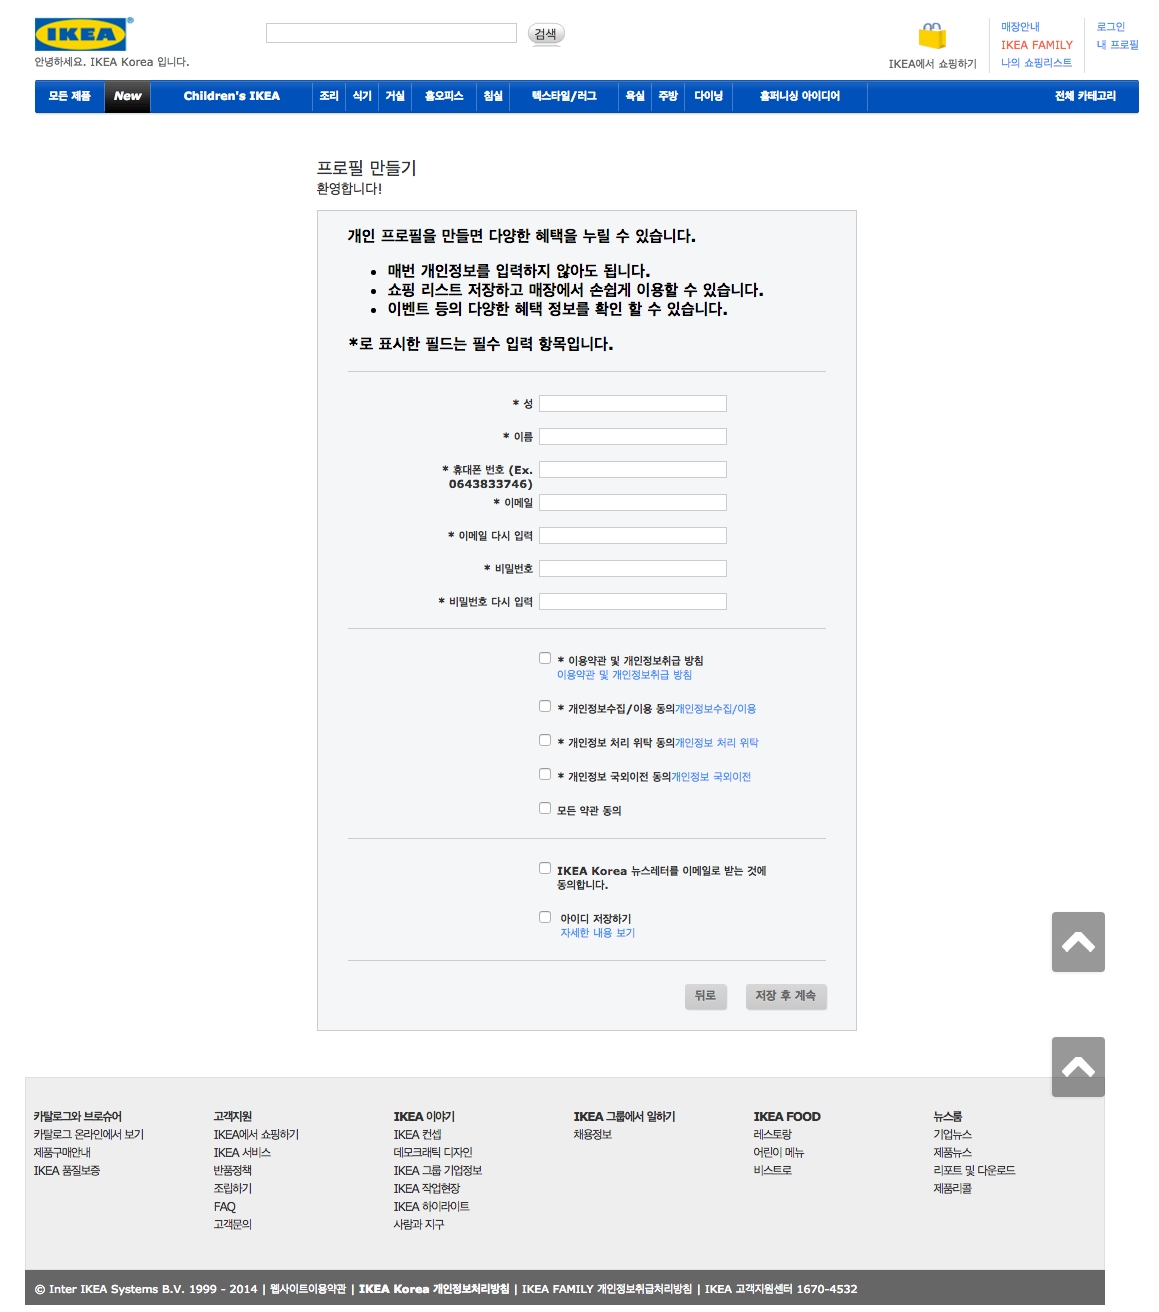 IKEA®
검색
안녕하세요. IKEA Korea 입니다.
IKEA에서 쇼핑하기
매장안내
IKEA FAMILY
나의 쇼핑리스트
로그인
내 프로필
모든 제품 New Children's IKEA 조리 식기 거실 홈오피스 침실 텍스타일/러그 욕실 주방 다이닝 홈퍼니싱 아이디어 전체 카테고리
프로필 만들기
환영합니다!
개인 프로필을 만들면 다양한 혜택을 누릴 수 있습니다.
• 매번 개인정보를 입력하지 않아도 됩니다.
• 쇼핑 리스트 저장하고 매장에서 손쉽게 이용할 수 있습니다.
• 이벤트 등의 다양한 혜택 정보를 확인 할 수 있습니다.
*로 표시한 필드는 필수 입력 항목입니다.
* 성
* 이름
* 휴대폰 번호 (Ex.
0643833746)
* 이메일
* 이메일 다시 입력
* 비밀번호
* 비밀번호 다시 입력
* 이용약관 및 개인정보취급 방침
이용약관 및 개인정보취급 방침
* 개인정보수집/이용 동의개인정보수집/이용
* 개인정보 처리 위탁 동의개인정보 처리 위탁
* 개인정보 국외이전 동의개인정보 국외이전
모든 약관 동의
IKEA Korea 뉴스레터를 이메일로 받는 것에
동의합니다.
아이디 저장하기
자세한 내용 보기
뒤로 저장 후 계속
카탈로그와 브로슈어
카탈로그 온라인에서 보기
제품구매안내
IKEA 품질보증
고객지원
IKEA에서 쇼핑하기
IKEA 서비스
반품정책
조립하기
FAQ
고객문의
IKEA 이야기
IKEA 컨셉
데모크래틱 디자인
IKEA 그룹 기업정보
IKEA 작업현장
IKEA 하이라이트
사람과 지구
IKEA 그룹에서 일하기
채용정보
IKEA FOOD
레스토랑
어린이 메뉴
비스트로
뉴스룸
기업뉴스
제품뉴스
리포트 및 다운로드
제품리콜
© Inter IKEA Systems B.V. 1999 - 2014 | 웹사이트이용약관 | IKEA Korea 개인정보처리방침 | IKEA FAMILY 개인정보취급처리방침 | IKEA 고객지원센터 1670-4532